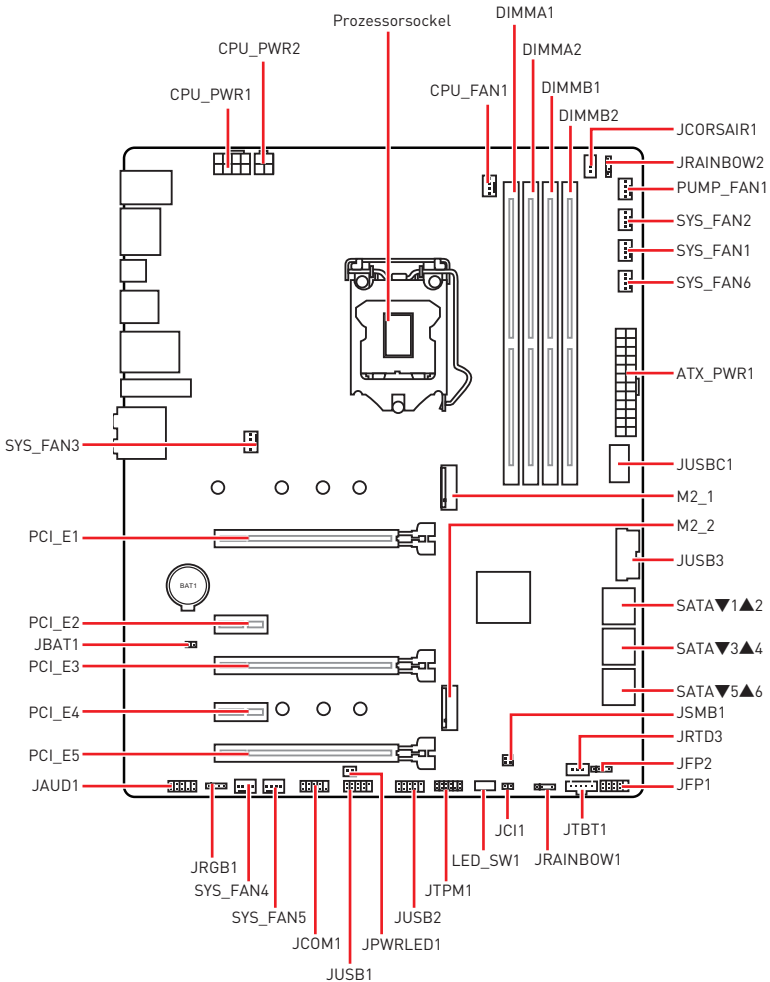 Prozessorsockel
DIMMA1
CPU_PWR2
DIMMA2
CPU_PWR1
CPU_FAN1
DIMMB1
DIMMB2
JCORSAIR1
JRAINBOW2
PUMP_FAN1
SYS_FAN2
SYS_FAN1
SYS_FAN6
ATX_PWR1
SYS_FAN3
JUSBC1
M2_1
M2_2
PCI_E1
JUSB3
BAT1
SATA▼1▲2
PCI_E2
JBAT1
SATA▼3▲4
PCI_E3
SATA▼5▲6
PCI_E4
JSMB1
JRTD3
PCI_E5
JFP2
JAUD1
JFP1
JCI1
JTBT1
LED_SW1
JRAINBOW1
JRGB1
SYS_FAN4
JTPM1
SYS_FAN5
JUSB2
JCOM1
JPWRLED1
JUSB1